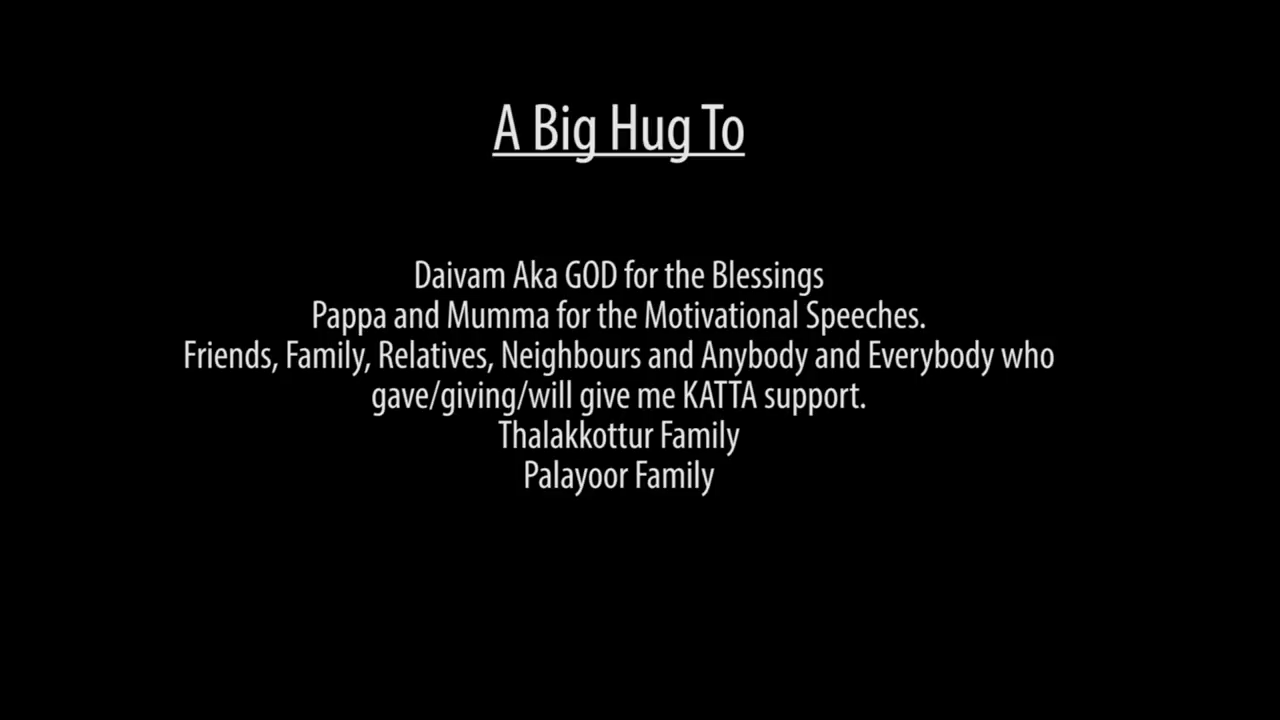 A Big Hug To
Daivam Aka GOD for the Blessings
Pappa and Mumma for the Motivational Speeches.
Friends, Family, Relatives, Neighbours and Anybody and Everybody who
gave/giving/will give me KATTA support.
Thalakkottur Family
Palayoor Family